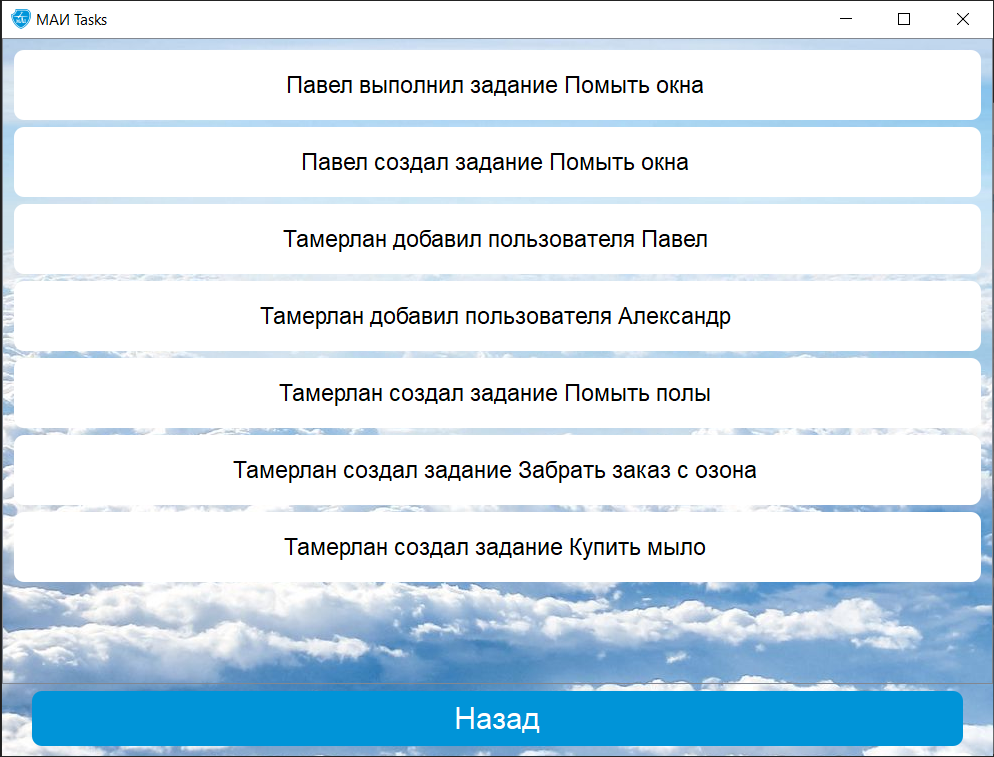 МАИ Tasks
Павел выполнил задание Помыть окна
Павел создал задание Помыть окна
Тамерлан добавил пользователя Павел
Тамерлан добавил пользователя Александр
Тамерлан создал задание Помыть полы
Тамерлан создал задание Забрать заказ с озона
Тамерлан создал задание Купить мыло
Назад